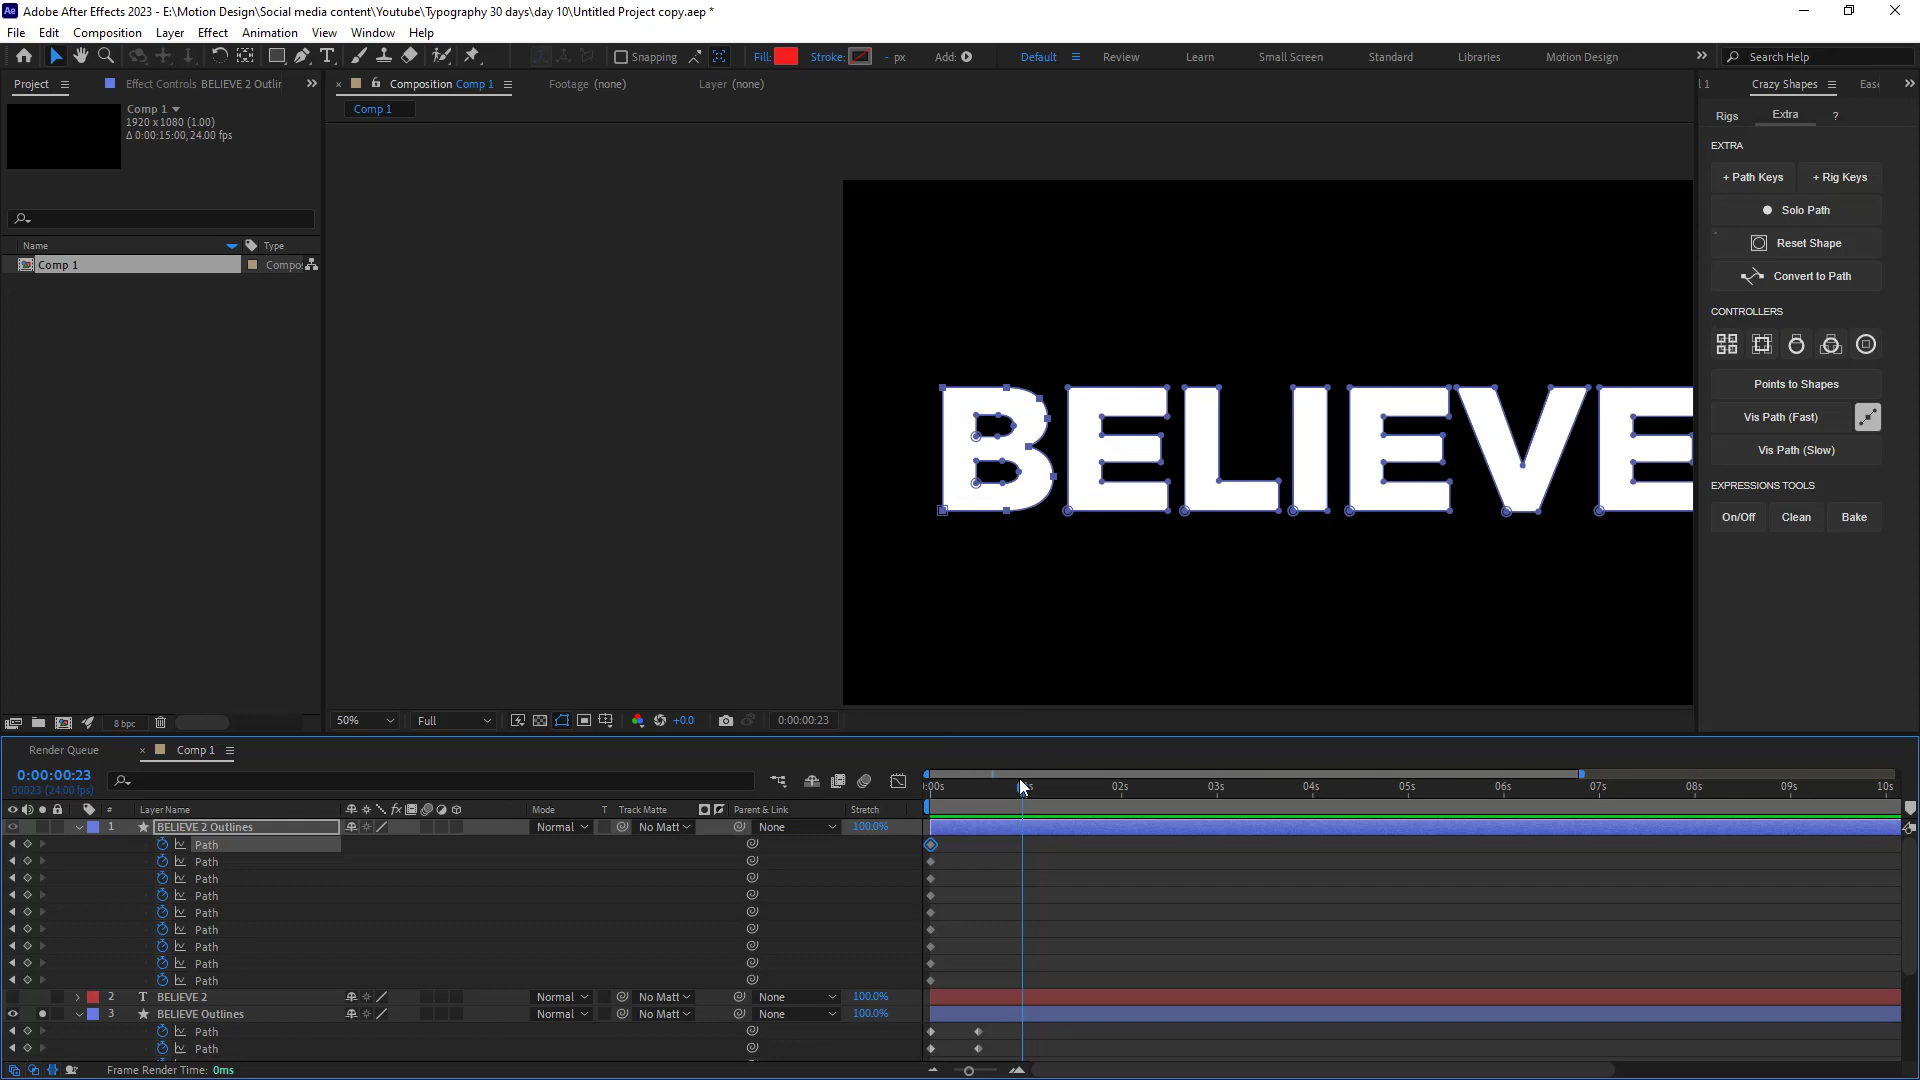 Adobe After Effects 2023 - E:\Motion Design\Social media content\Youtube\Typography 30 days\day 10\Untitled Project copy.aep *
File Edit Composition Layer Effect Animation View Window Help
Snapping Fill: Stroke: - px Add: Default Review Learn Small Screen Standard Libraries Motion Design Search Help
Project Effect Controls BELIEVE 2 Outlir
Composition Comp 1 Footage (none) Layer (none)
Crazy Shapes
Comp 1
1920 x 1080 (1.00)
Δ 0:00:15:00, 24.00 fps
Comp 1
Rigs Extra ?
EXTRA
+ Path Keys + Rig Keys
Solo Path
Reset Shape
Convert to Path
Name Type
Comp 1 Compo
CONTROLLERS
Points to Shapes
Vis Path (Fast)
Vis Path (Slow)
EXPRESSIONS TOOLS
On/Off Clean Bake
BELIEVE
8 bpc
50% Full +0.0 0:00:00:23
Render Queue Comp 1
0:00:00:23
00023 (24.00 fps)
:00s 02s 03s 04s 05s 06s 07s 08s 09s 10s
# Layer Name fx Mode T Track Matte Parent & Link Stretch
1 BELIEVE 2 Outlines Normal No Matt None 100.0%
Path
Path
Path
Path
Path
Path
Path
Path
Path
2 T BELIEVE 2 Normal No Matt None 100.0%
3 BELIEVE Outlines Normal No Matt None 100.0%
Path
Path
Frame Render Time: 0ms